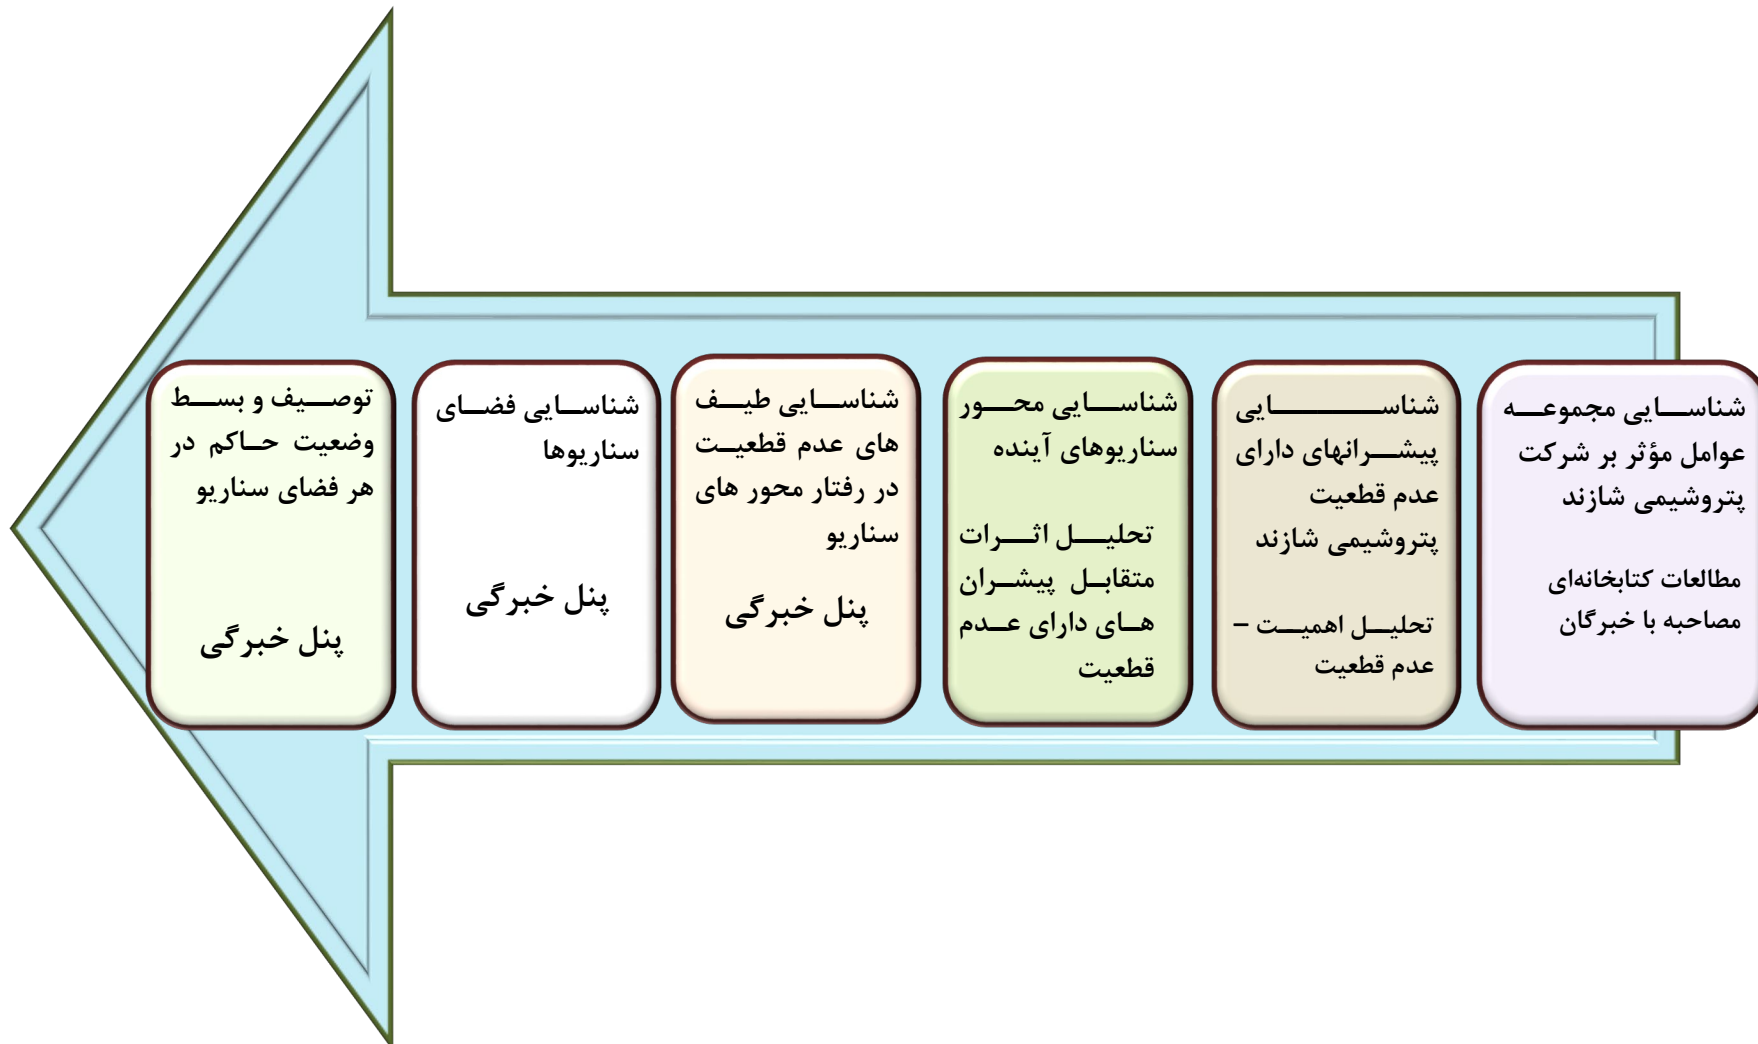 شناسایی مجموعه
عوامل مؤثر بر شرکت
پتروشیمی شازند
مطالعات کتابخانه‌ای
مصاحبه با خبرگان
شناسایی
پیشرانهای دارای
عدم قطعیت
پتروشیمی شازند
تحلیل اهمیت –
عدم قطعیت
شناسایی محور
سناریوهای آینده
تحلیل اثرات
متقابل پیشران
های دارای عدم
قطعیت
شناسایی طیف
های عدم قطعیت
در رفتار محور های
سناریو
پنل خبرگی
شناسایی فضای
سناریوها
پنل خبرگی
توصیف و بسط
وضعیت حاکم در
هر فضای سناریو
پنل خبرگی